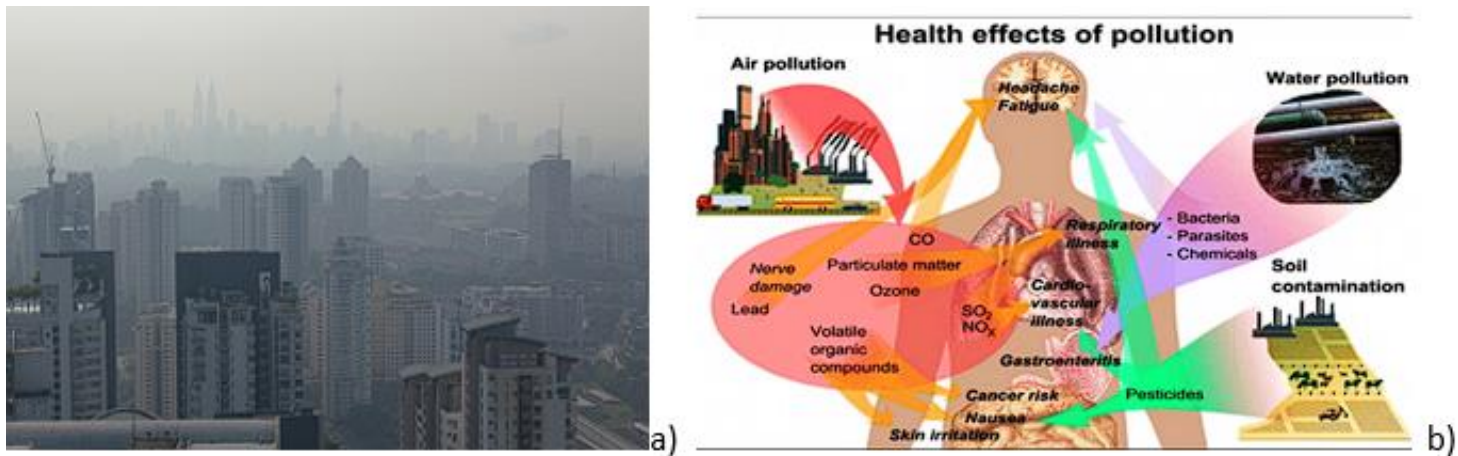 Health effects of pollution
Air pollution
Water pollution
Headache
Fatigue
- Bacteria
- Parasites
- Chemicals
Respiratory
illness
CO
Particulate matter
Ozone
Nerve
damage
Lead
SO2
NOX
Cardio-
vascular
illness
Volatile
organic
compounds
Soil
contamination
Gastroenteritis
Pesticides
Cancer risk
Nausea
Skin irritation
a)
b)